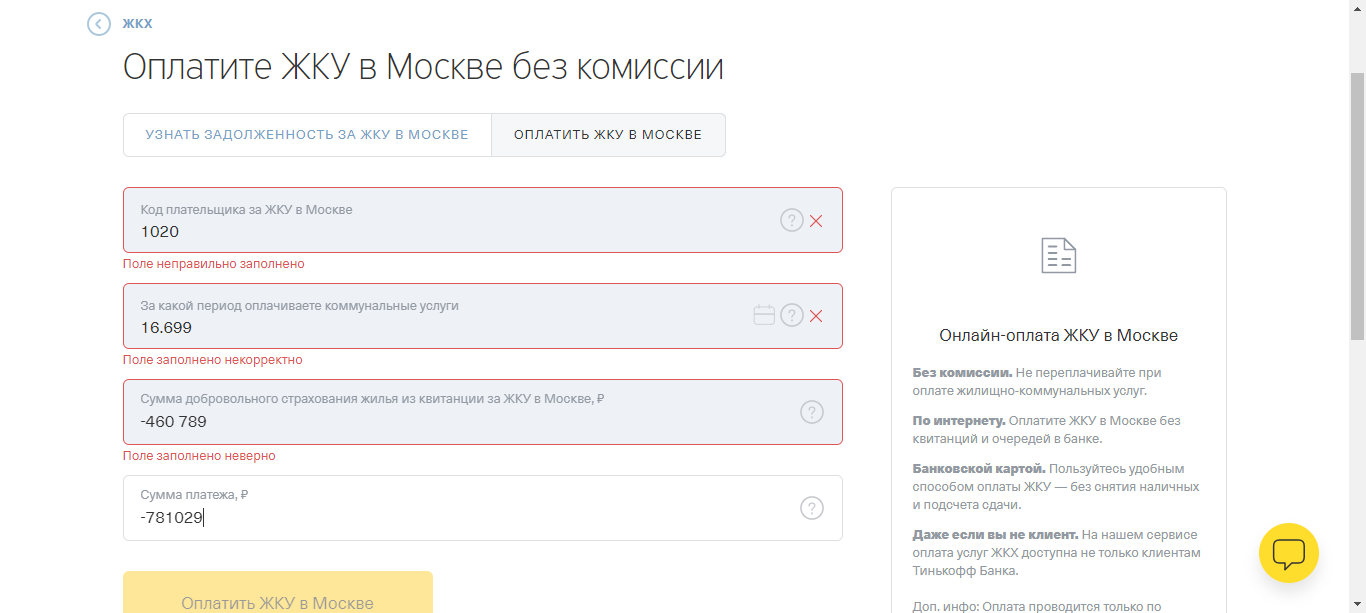 ЖКХ
Оплатите ЖКУ в Москве без комиссии
УЗНАТЬ ЗАДОЛЖЕННОСТЬ ЗА ЖКУ В МОСКВЕ
ОПЛАТИТЬ ЖКУ В МОСКВЕ
Код плательщика за ЖКУ в Москве
1020
?
Поле неправильно заполнено
За какой период оплачиваете коммунальные услуги
16.699
?
Поле заполнено некорректно
Сумма добровольного страхования жилья из квитанции за ЖКУ в Москве, ₽
-460 789
?
Поле заполнено неверно
Сумма платежа, ₽
-781029
?
Оплатить ЖКУ в Москве
Онлайн-оплата ЖКУ в Москве
Без комиссии. Не переплачивайте при
оплате жилищно-коммунальных услуг.
По интернету. Оплатите ЖКУ в Москве без
квитанций и очередей в банке.
Банковской картой. Пользуйтесь удобным
способом оплаты ЖКУ — без снятия наличных
и подсчета сдачи.
Даже если вы не клиент. На нашем сервисе
оплата услуг ЖКХ доступна не только клиентам
Тинькофф Банка.
Доп. инфо: Оплата проводится только по